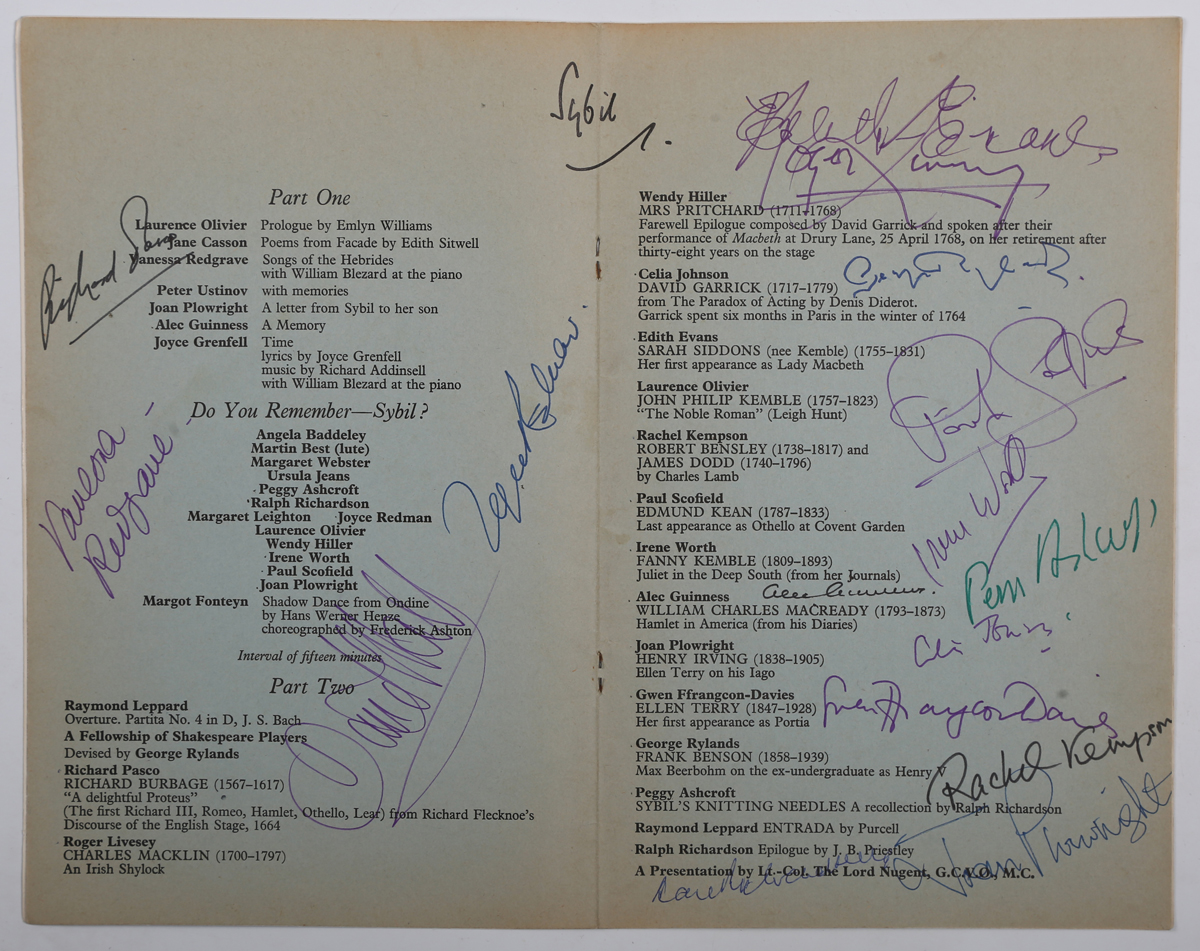 Sybil
Edith Evans
Roger Livesey
Part One
Laurence Olivier Prologue by Emlyn Williams
Jane Casson Poems from Facade by Edith Sitwell
Vanessa Redgrave Songs of the Hebrides
with William Blezard at the piano
Peter Ustinov with memories
Joan Plowright A letter from Sybil to her son
Alec Guinness A Memory
Joyce Grenfell Time
lyrics by Joyce Grenfell
music by Richard Addinsell
with William Blezard at the piano
Richard Pasco
Do You Remember—Sybil?
Angela Baddeley
Martin Best (lute)
Margaret Webster
Ursula Jeans
Peggy Ashcroft
Ralph Richardson
Margaret Leighton Joyce Redman
Laurence Olivier
Wendy Hiller
Irene Worth
Paul Scofield
Joan Plowright
Vanessa
Redgrave
Margot Fonteyn Shadow Dance from Ondine
by Hans Werner Henze
choreographed by Frederick Ashton
Interval of fifteen minutes
Part Two
Raymond Leppard
Overture. Partita No. 4 in D, J. S. Bach
A Fellowship of Shakespeare Players
Devised by George Rylands
Richard Pasco
RICHARD BURBAGE (1567–1617)
“A delightful Proteus”
(The first Richard III, Romeo, Hamlet, Othello, Lear) from Richard Flecknoe's
Discourse of the English Stage, 1664
Roger Livesey
CHARLES MACKLIN (1700–1797)
An Irish Shylock
Wendy Hiller
MRS PRITCHARD (1711–1768)
Farewell Epilogue composed by David Garrick and spoken after their
performance of Macbeth at Drury Lane, 25 April 1768, on her retirement after
thirty-eight years on the stage
Celia Johnson
DAVID GARRICK (1717–1779)
from The Paradox of Acting by Denis Diderot.
Garrick spent six months in Paris in the winter of 1764
George Rylands
Edith Evans
SARAH SIDDONS (nee Kemble) (1755–1831)
Her first appearance as Lady Macbeth
Laurence Olivier
JOHN PHILIP KEMBLE (1757–1823)
“The Noble Roman” (Leigh Hunt)
Rachel Kempson
ROBERT BENSLEY (1738–1817) and
JAMES DODD (1740–1796)
by Charles Lamb
Paul Scofield
EDMUND KEAN (1787–1833)
Last appearance as Othello at Covent Garden
Irene Worth
Irene Worth
FANNY KEMBLE (1809–1893)
Juliet in the Deep South (from her Journals)
Peggy Ashcroft
Alec Guinness
Alec Guinness
WILLIAM CHARLES MACREADY (1793–1873)
Hamlet in America (from his Diaries)
Joan Plowright
HENRY IRVING (1838–1905)
Ellen Terry on his Iago
Gwen Ffrangcon-Davies
ELLEN TERRY (1847–1928)
Her first appearance as Portia
Gwen Ffrangcon Davies
George Rylands
FRANK BENSON (1858–1939)
Max Beerbohm on the ex-undergraduate as Henry V
Rachel Kempson
Peggy Ashcroft
SYBIL'S KNITTING NEEDLES A recollection by Ralph Richardson
Raymond Leppard ENTRADA by Purcell
Ralph Richardson Epilogue by J. B. Priestley
Joan Plowright
A Presentation by Lt.-Col. The Lord Nugent, G.C.V.O., M.C.